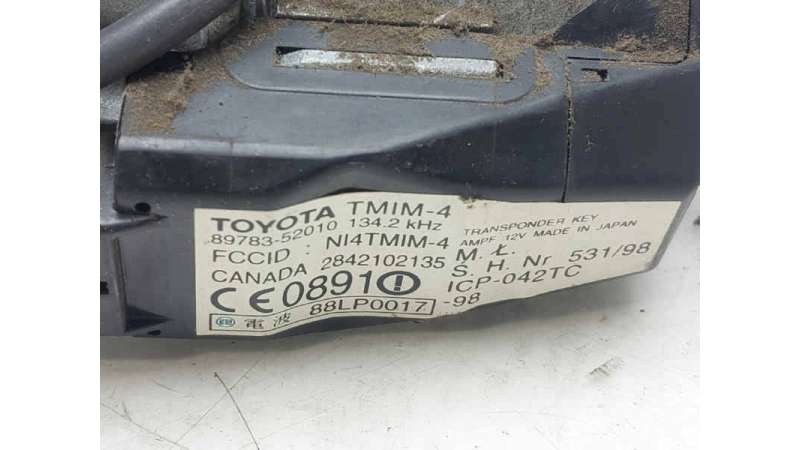 TOYOTA TMIM-4
89783-52010 134.2 kHz
FCCID : NI4TMIM-4
CANADA 2842102135
CE0891!
電波 88LP0017
TRANSPONDER KEY
AMPF 12V MADE IN JAPAN
M. Ł.
Ś. H. Nr 531/98
ICP-042TC
-98